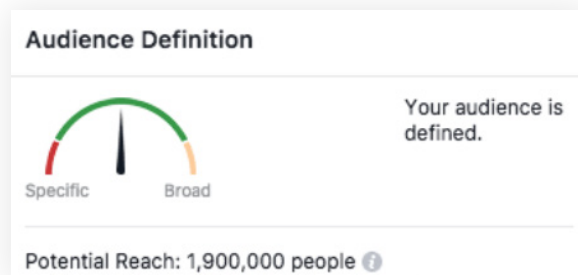 Audience Definition
Your audience is
defined.
Specific
Broad
Potential Reach: 1,900,000 people